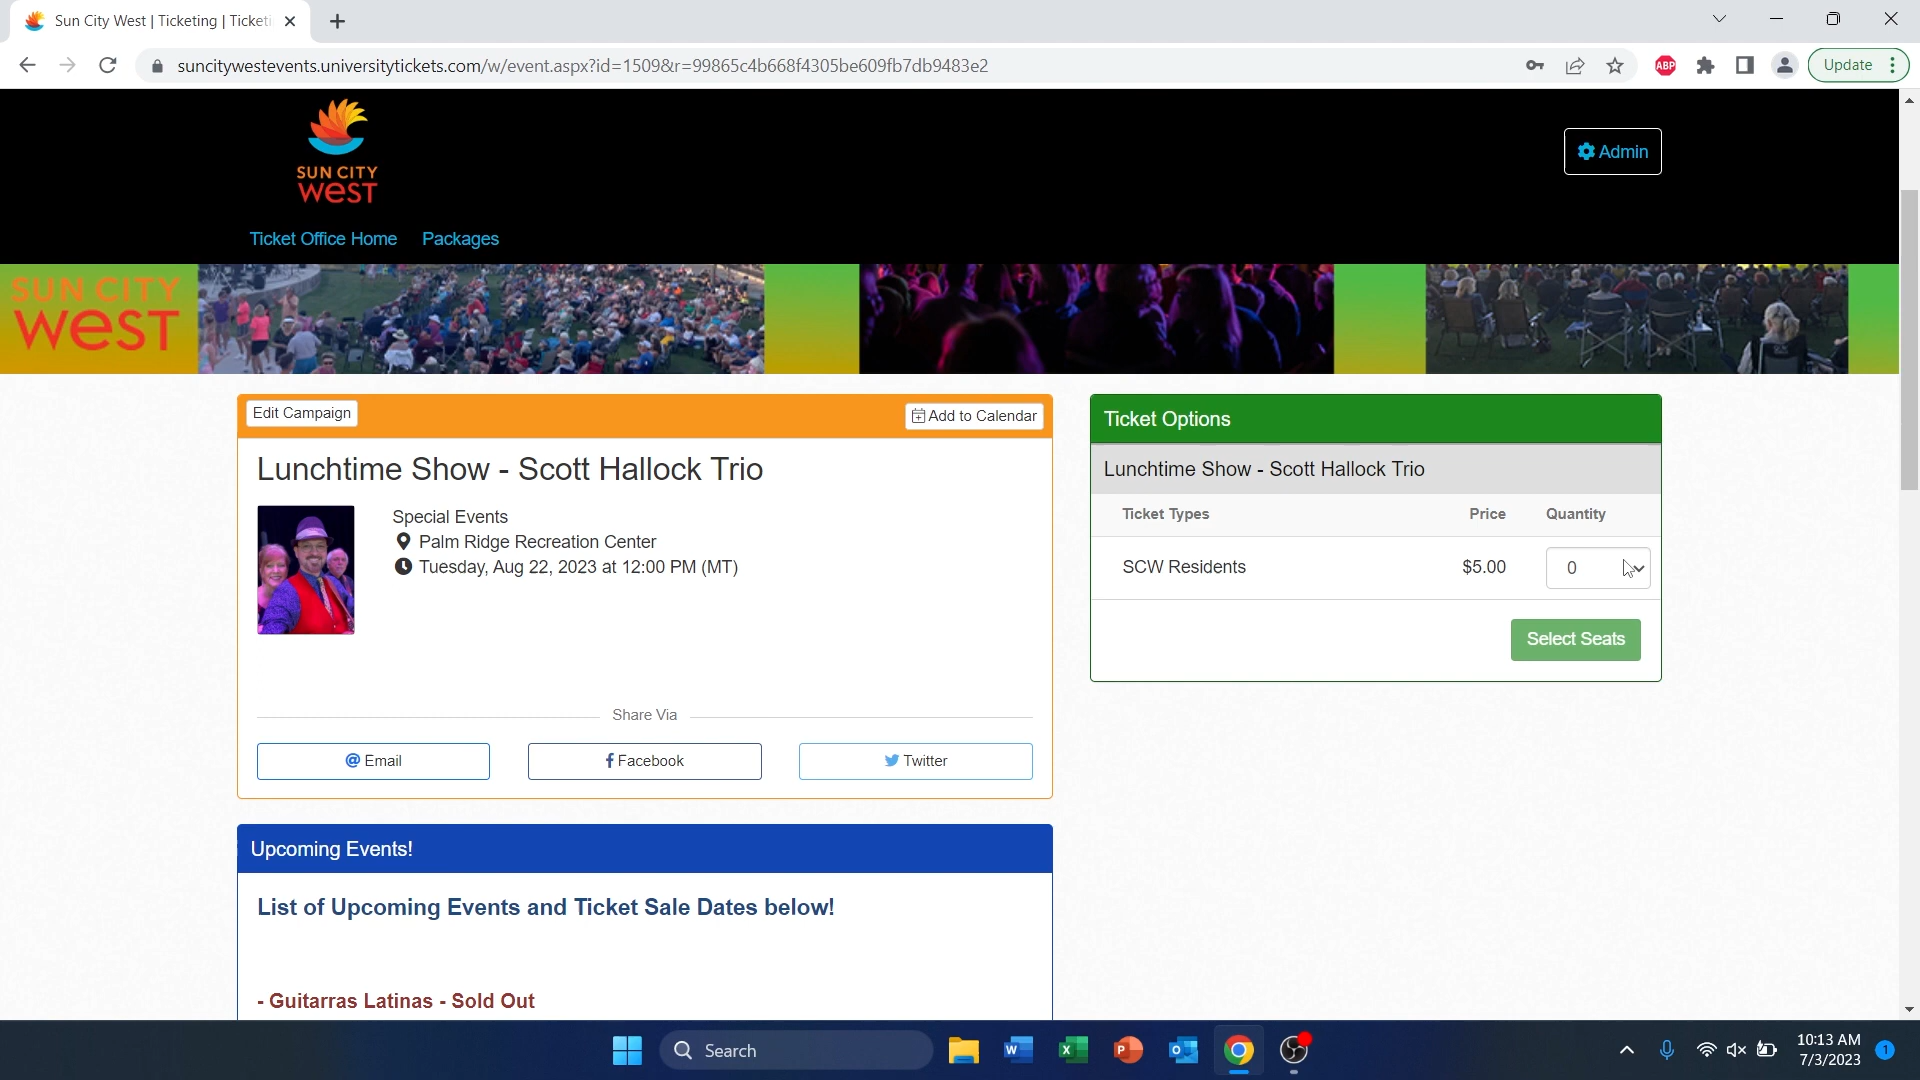 Sun City West | Ticketing | Ticketi
suncitywestevents.universitytickets.com/w/event.aspx?id=1509&r=99865c4b668f4305be609fb7db9483e2
ABP
Update
SUN CITY
WEST
Admin
Ticket Office Home Packages
SUN CITY
WEST
Edit Campaign
Add to Calendar
Lunchtime Show - Scott Hallock Trio
Special Events
Palm Ridge Recreation Center
Tuesday, Aug 22, 2023 at 12:00 PM (MT)
Share Via
@ Email
f Facebook
Twitter
Ticket Options
Lunchtime Show - Scott Hallock Trio
Ticket Types Price Quantity
SCW Residents $5.00 0
Select Seats
Upcoming Events!
List of Upcoming Events and Ticket Sale Dates below!
- Guitarras Latinas - Sold Out
Search
10:13 AM
7/3/2023
1